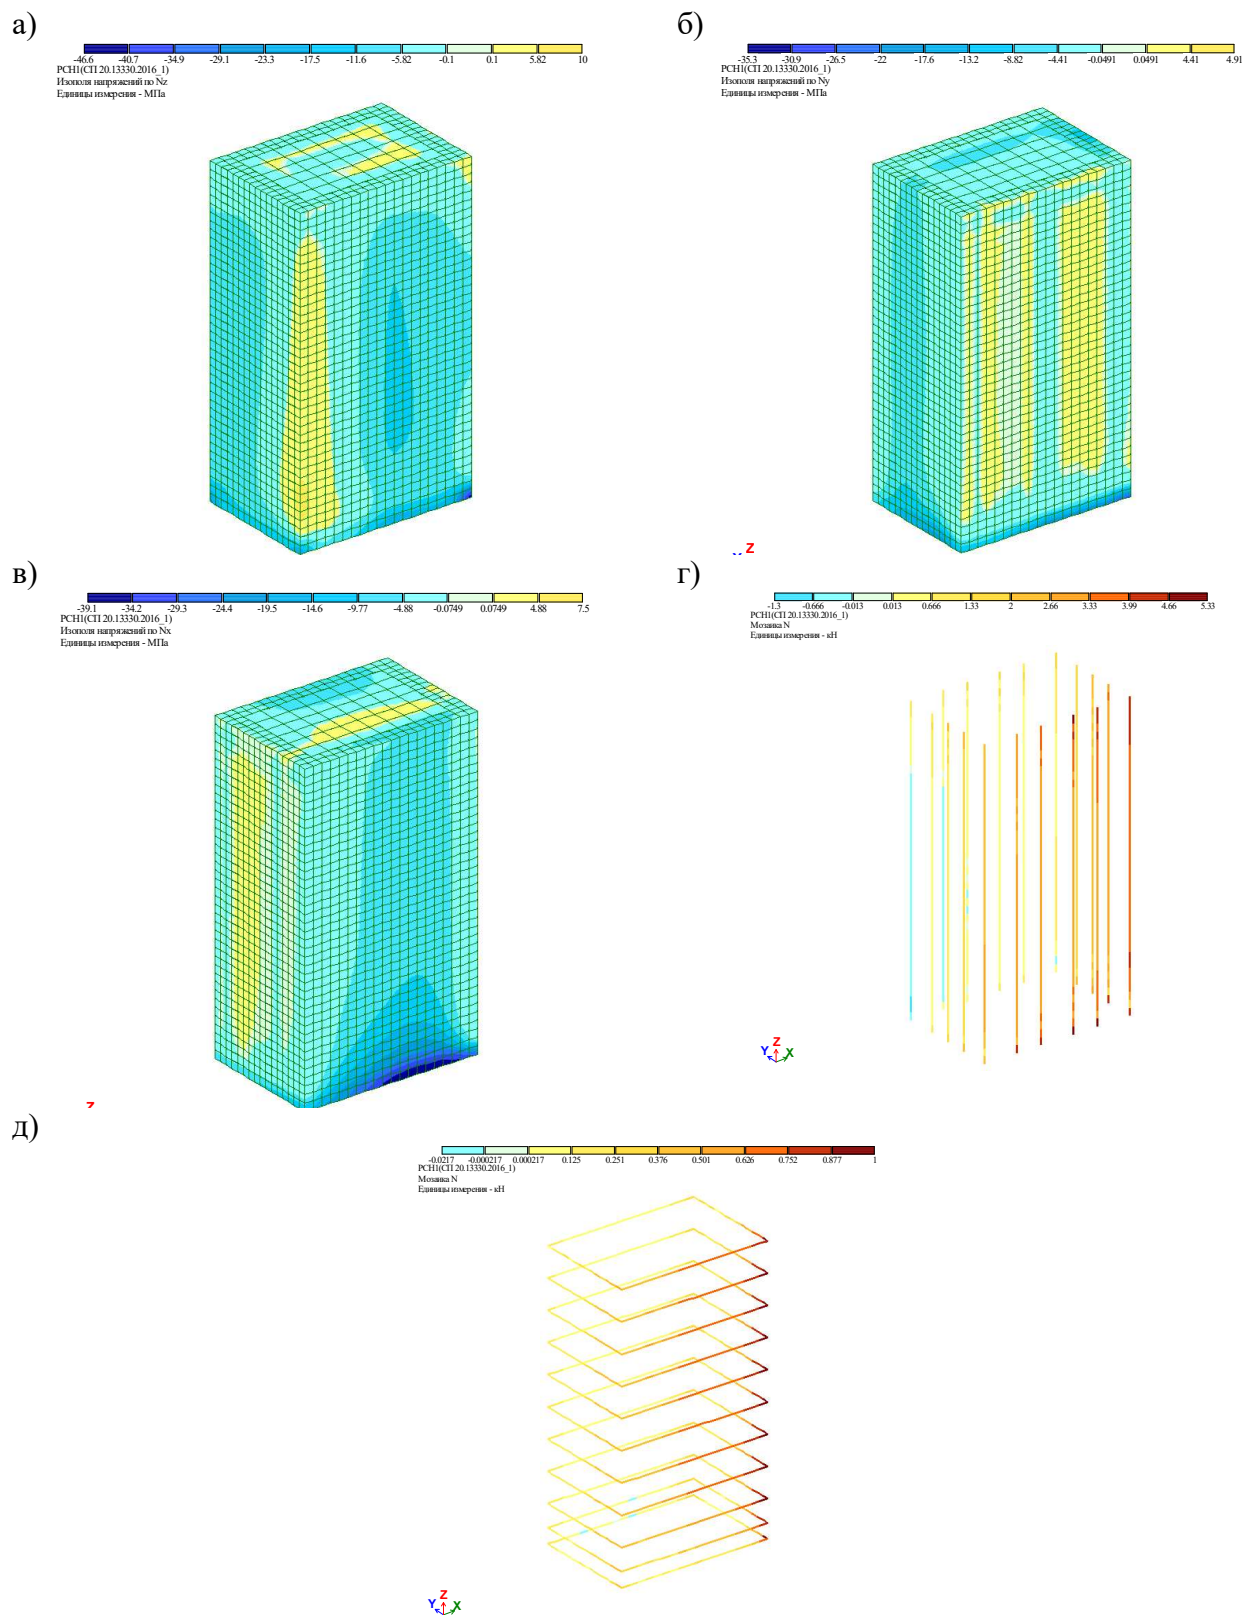 а)
-46.6 -40.7 -34.9 -29.1 -23.3 -17.5 -11.6 -5.82 -0.1 0.1 5.82 10
РСН1(СП 20.13330.2016_1)
Изополя напряжений по Nz
Единицы измерения - МПа
б)
-35.3 -30.9 -26.5 -22 -17.6 -13.2 -8.82 -4.41 -0.0491 0.0491 4.41 4.91
РСН1(СП 20.13330.2016_1)
Изополя напряжений по Ny
Единицы измерения - МПа
Z
в)
-39.1 -34.2 -29.3 -24.4 -19.5 -14.6 -9.77 -4.88 -0.0749 0.0749 4.88 7.5
РСН1(СП 20.13330.2016_1)
Изополя напряжений по Nx
Единицы измерения - МПа
Z
г)
-1.3 -0.666 -0.013 0.013 0.666 1.33 2 2.66 3.33 3.99 4.66 5.33
РСН1(СП 20.13330.2016_1)
Мозаика N
Единицы измерения - кН
Z
Y X
д)
-0.0217 -0.000217 0.000217 0.125 0.251 0.376 0.501 0.626 0.752 0.877 1
РСН1(СП 20.13330.2016_1)
Мозаика N
Единицы измерения - кН
Z
Y X